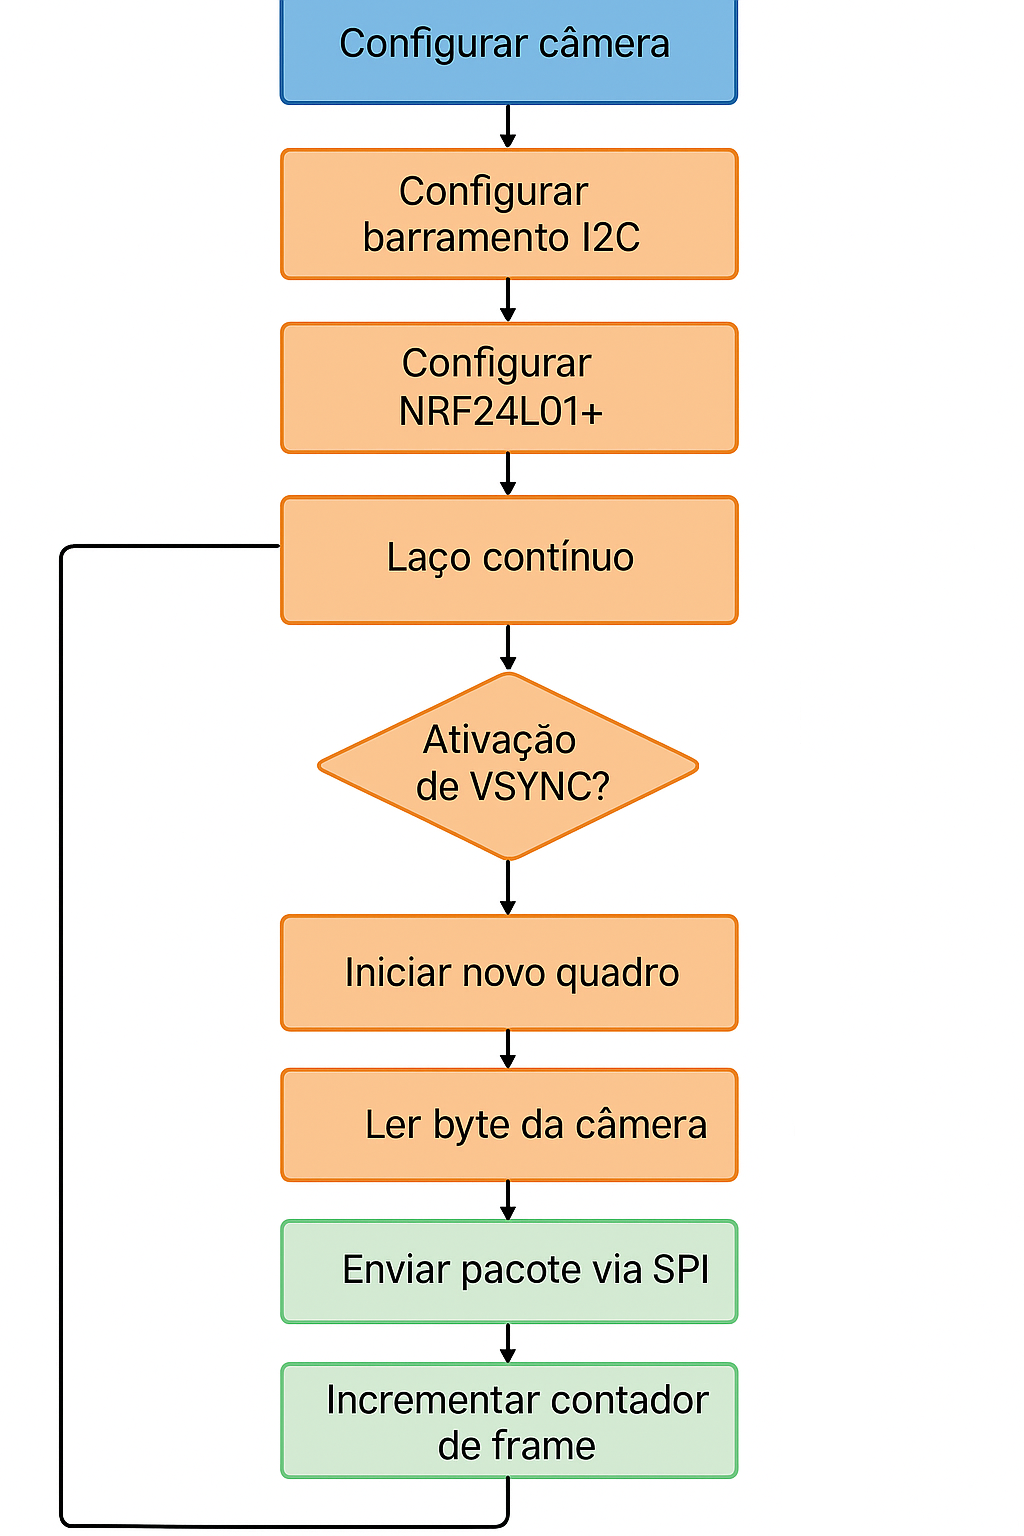 Configurar câmera
Configurar
barramento I2C
Configurar
NRF24L01+
Laço contínuo
Ativação
de VSYNC?
Iniciar novo quadro
Ler byte da câmera
Enviar pacote via SPI
Incrementar contador
de frame